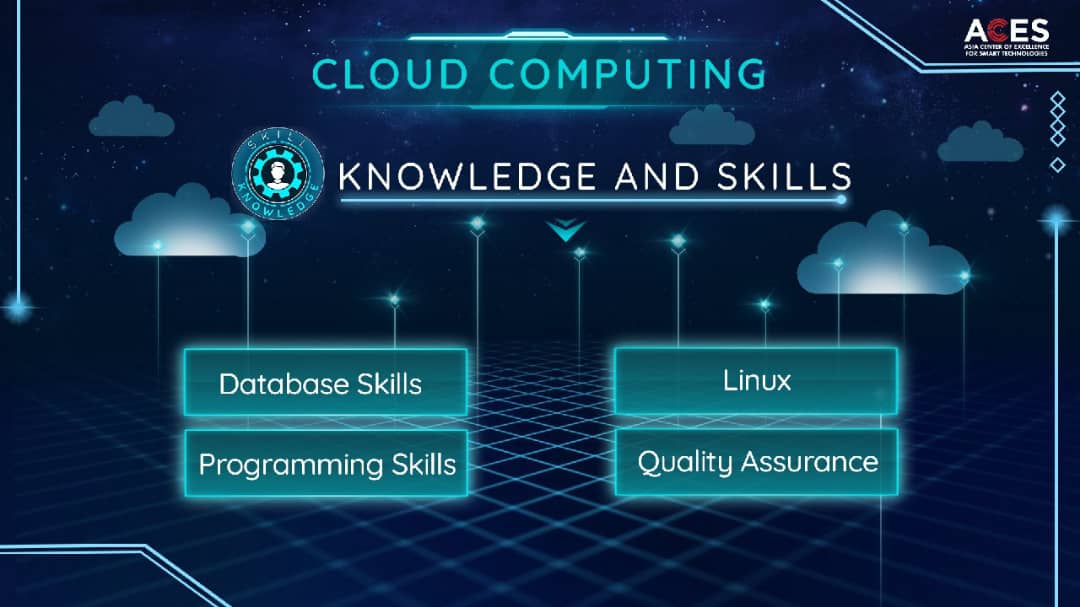 ACES
ASIA CENTER OF EXCELLENCE
FOR SMART TECHNOLOGIES
CLOUD COMPUTING
SKILL
KNOWLEDGE
KNOWLEDGE AND SKILLS
Database Skills
Linux
Programming Skills
Quality Assurance